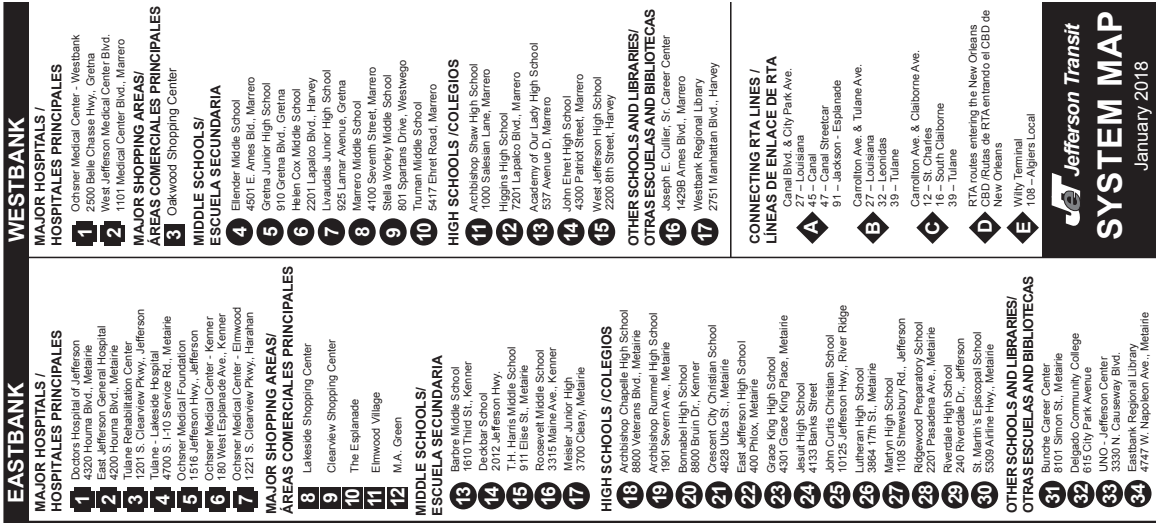 EASTBANK
MAJOR HOSPITALS /
HOSPITALES PRINCIPALES
1 Doctors Hospital of Jefferson
4320 Houma Blvd., Metairie
2 East Jefferson General Hospital
4200 Houma Blvd., Metairie
3 Tulane Rehabilitation Center
1201 S. Clearview Pkwy., Jefferson
4 Tulane - Lakeside Hospital
4700 S. I-10 Service Rd., Metairie
5 Ochsner Medical Foundation
1516 Jefferson Hwy., Jefferson
6 Ochsner Medical Center - Kenner
180 West Esplanade Ave., Kenner
7 Ochsner Medical Center - Elmwood
1221 S. Clearview Pkwy., Harahan
MAJOR SHOPPING AREAS/
ÁREAS COMERCIALES PRINCIPALES
8 Lakeside Shopping Center
9 Clearview Shopping Center
10 The Esplanade
11 Elmwood Village
12 M.A. Green
MIDDLE SCHOOLS/
ESCUELA SECUNDARIA
13 Barbre Middle School
1610 Third St., Kenner
14 Deckbar School
2012 Jefferson Hwy.
15 T.H. Harris Middle School
911 Elise St., Metairie
16 Roosevelt Middle School
3315 Maine Ave., Kenner
17 Meisler Junior High
3700 Cleary, Metairie
HIGH SCHOOLS /COLEGIOS
18 Archbishop Chapelle High School
8800 Veterans Blvd., Metairie
19 Archbishop Rummel High School
1901 Severn Ave., Metairie
20 Bonnabel High School
8800 Bruin Dr., Kenner
21 Crescent City Christian School
4828 Utica St., Metairie
22 East Jefferson High School
400 Phlox, Metairie
23 Grace King High School
4301 Grace King Place, Metairie
24 Jesuit High School
4133 Banks Street
25 John Curtis Christian School
10125 Jefferson Hwy., River Ridge
26 Lutheran High School
3864 17th St., Metairie
27 Martyn High School
1108 Shrewsbury Rd., Jefferson
28 Ridgewood Preparatory School
2201 Pasadena Ave., Metairie
29 Riverdale High School
240 Riverdale Dr., Jefferson
30 St. Martin's Episcopal School
5309 Airline Hwy., Metairie
OTHER SCHOOLS AND LIBRARIES/
OTRAS ESCUELAS AND BIBLIOTECAS
31 Bunche Career Center
8101 Simon St., Metairie
32 Delgado Community College
615 City Park Avenue
33 UNO - Jefferson Center
3330 N. Causeway Blvd.
34 Eastbank Regional Library
4747 W. Napoleon Ave., Metairie
WESTBANK
MAJOR HOSPITALS /
HOSPITALES PRINCIPALES
1 Ochsner Medical Center - Westbank
2500 Belle Chasse Hwy., Gretna
2 West Jefferson Medical Center Blvd.
1101 Medical Center Blvd., Marrero
MAJOR SHOPPING AREAS/
ÁREAS COMERCIALES PRINCIPALES
3 Oakwood Shopping Center
MIDDLE SCHOOLS/
ESCUELA SECUNDARIA
4 Ellender Middle School
4501 E. Ames Bld., Marrero
5 Gretna Junior High School
910 Gretna Blvd., Gretna
6 Helen Cox Middle School
2201 Lapalco Blvd., Harvey
7 Livaudais Junior High School
925 Lamar Avenue, Gretna
8 Marrero Middle School
4100 Seventh Street, Marrero
9 Stella Worley Middle School
801 Spartans Drive, Westwego
10 Truman Middle School
5417 Ehret Road, Marrero
HIGH SCHOOLS /COLEGIOS
11 Archbishop Shaw High School
1000 Salesian Lane, Marrero
12 Higgins High School
7201 Lapalco Blvd., Marrero
13 Academy of Our Lady High School
537 Avenue D, Marrero
14 John Ehret High School
4300 Patriot Street, Marrero
15 West Jefferson High School
2200 8th Street, Harvey
OTHER SCHOOLS AND LIBRARIES/
OTRAS ESCUELAS AND BIBLIOTECAS
16 Joseph E. Culler, Sr. Career Center
1429B Ames Blvd., Marrero
17 Westbank Regional Library
2751 Manhattan Blvd., Harvey
CONNECTING RTA LINES /
LÍNEAS DE ENLACE DE RTA
A Canal Blvd. & City Park Ave.
27 – Louisiana
45 – Canal
47 – Canal Streetcar
91 – Jackson - Esplanade
B Carrollton Ave. & Tulane Ave.
27 – Louisiana
32 – Leonidas
39 – Tulane
C Carrollton Ave. & Claiborne Ave.
12 – St. Charles
16 – South Claiborne
39 – Tulane
D RTA routes entering the New Orleans
CBD /Rutas de RTA entrando el CBD de
New Orleans
E Wilty Terminal
108 – Algiers Local
JeT Jefferson Transit
SYSTEM MAP
January 2018